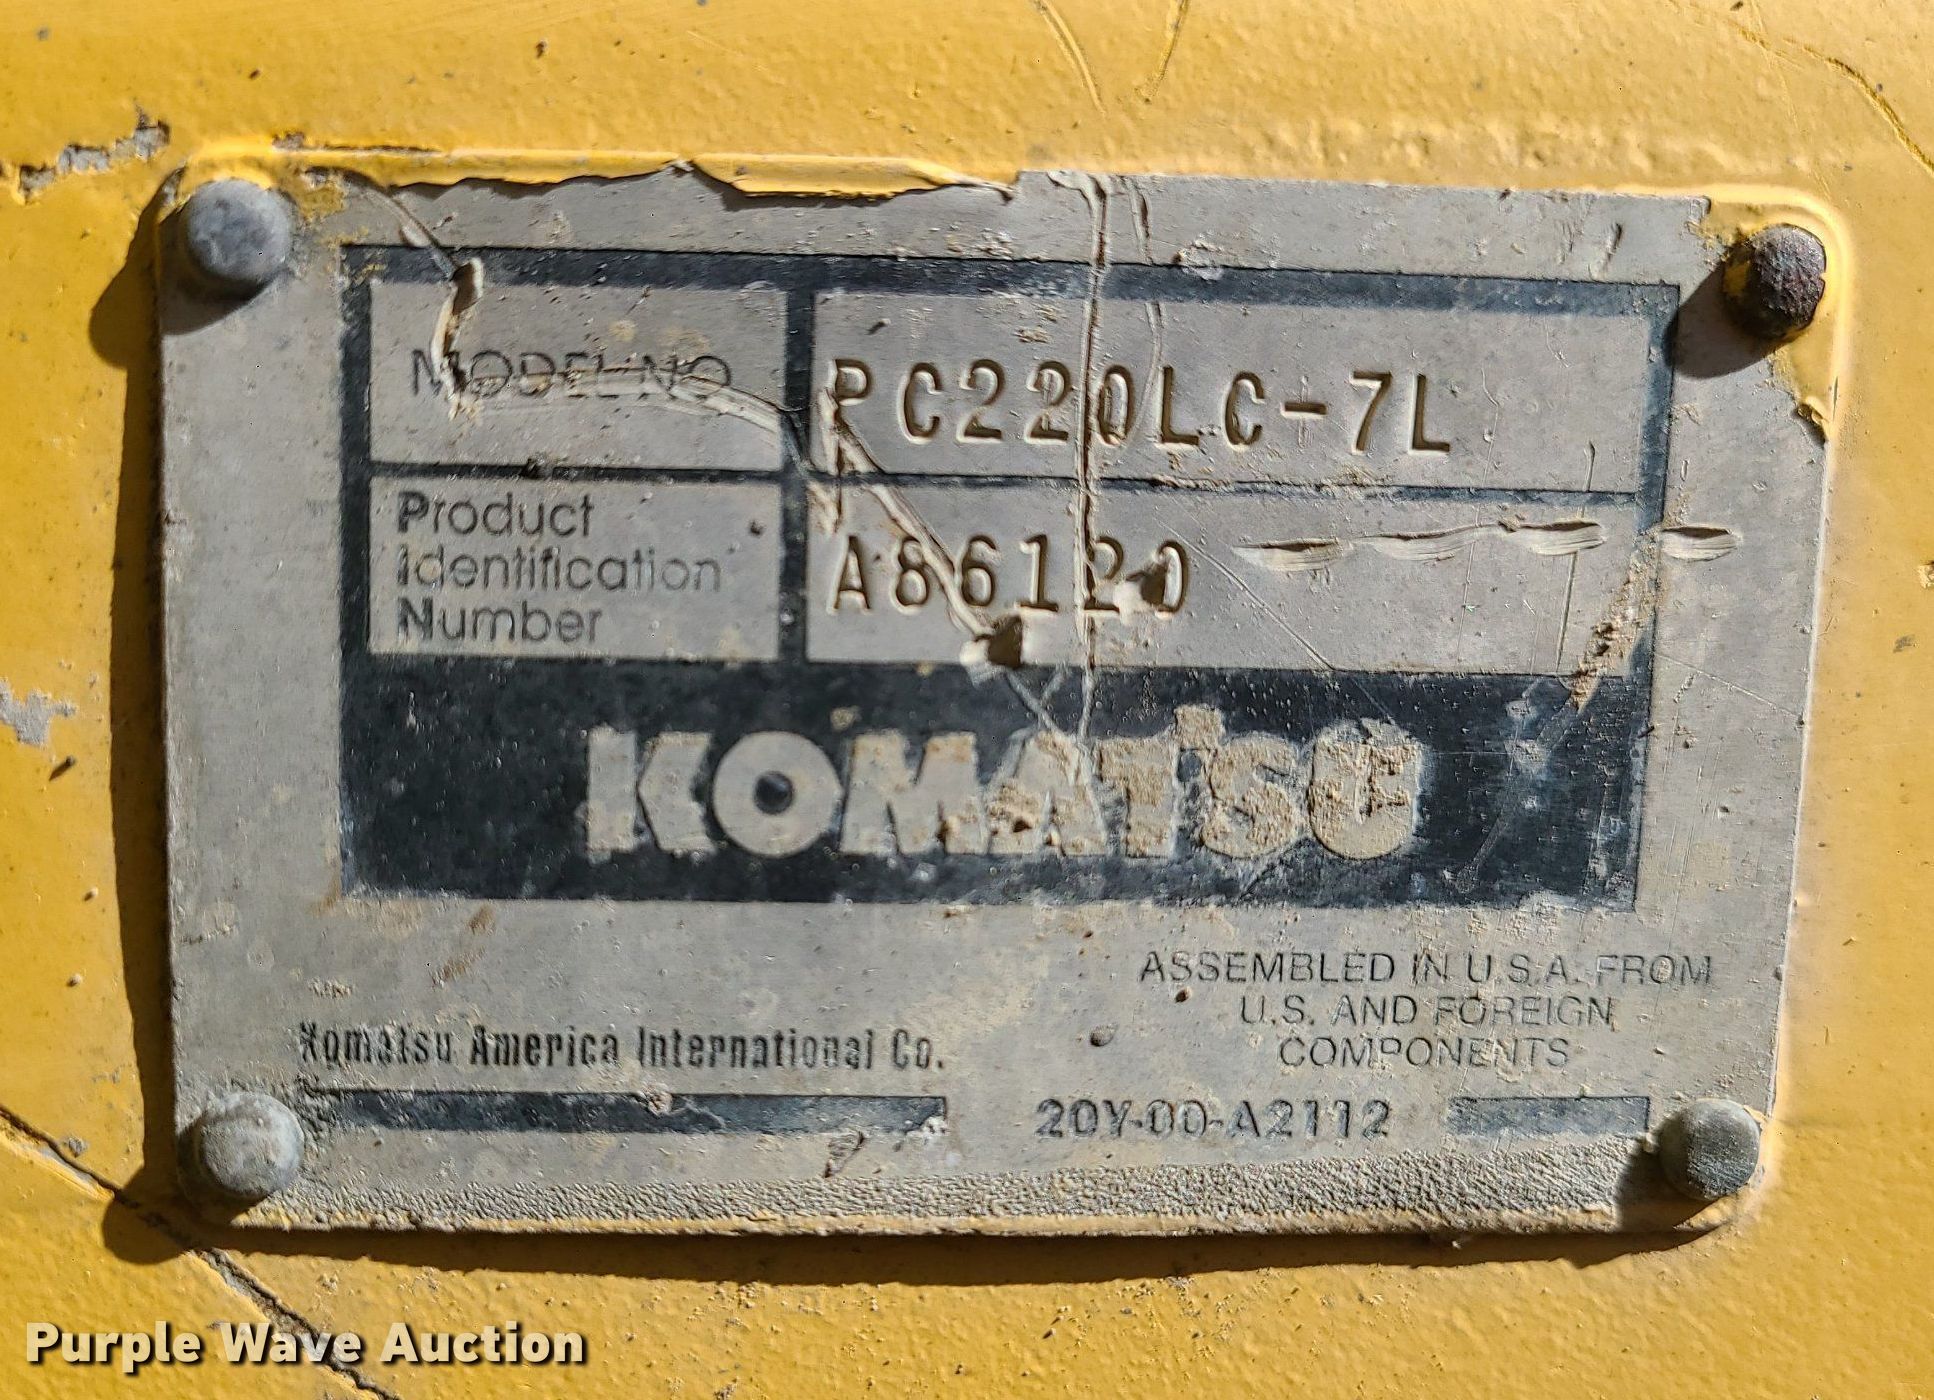 MODEL NO
PC220LC-7L
Product
Identification
Number
A86120
KOMATSU
ASSEMBLED IN U.S.A. FROM
U.S. AND FOREIGN
COMPONENTS
Komatsu America International Co.
20Y-00-A2112
Purple Wave Auction